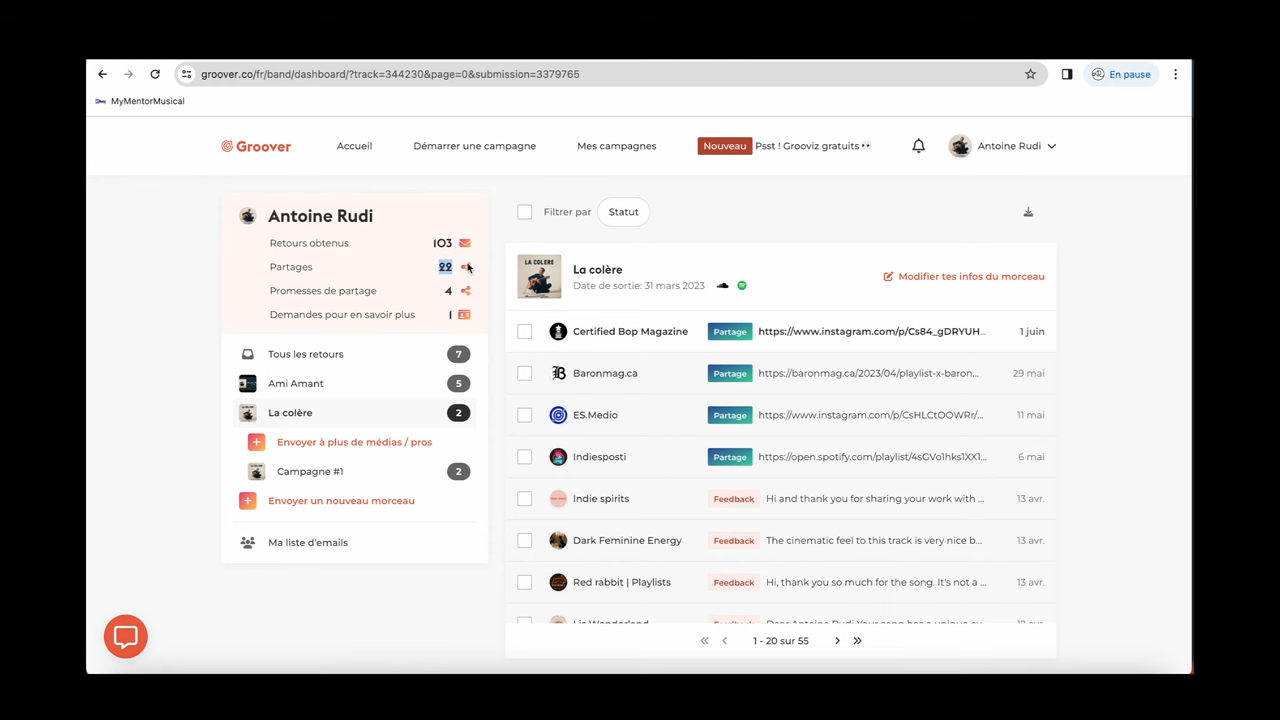 groover.co/fr/band/dashboard/?track=344230&page=0&submission=3379765
En pause
MyMentorMusical
Groover
Accueil
Démarrer une campagne
Mes campagnes
Nouveau Psst ! Grooviz gratuits 👀
Antoine Rudi
Antoine Rudi
Retours obtenus 103
Partages 22
Promesses de partage 4
Demandes pour en savoir plus 1
Tous les retours 7
Ami Amant 5
La colère 2
Envoyer à plus de médias / pros
Campagne #1 2
Envoyer un nouveau morceau
Ma liste d'emails
Filtrer par Statut
LA COLERE
La colère
Date de sortie: 31 mars 2023
Modifier tes infos du morceau
Certified Bop Magazine Partage https://www.instagram.com/p/Cs84_gDRYUH... 1 juin
Baronmag.ca Partage https://baronmag.ca/2023/04/playlist-x-baron... 29 mai
ES.Medio Partage https://www.instagram.com/p/CsHLCtOOWRr/... 11 mai
Indiesposti Partage https://open.spotify.com/playlist/4sGVo1hks1XX1... 6 mai
Indie spirits Feedback Hi and thank you for sharing your work with ... 13 avr.
Dark Feminine Energy Feedback The cinematic feel to this track is very nice b... 13 avr.
Red rabbit | Playlists Feedback Hi, thank you so much for the song. It's not a ... 13 avr.
1 - 20 sur 55